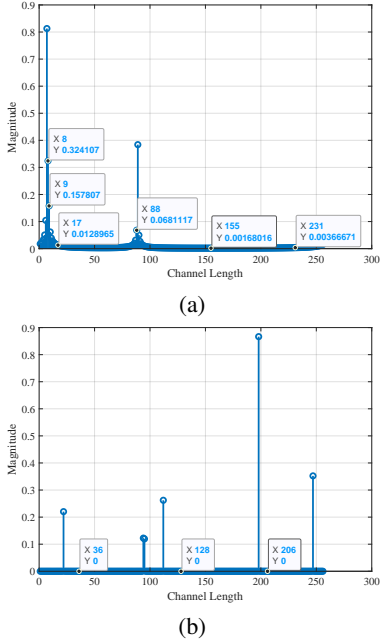 0.9
0.8
0.7
0.6
0.5
0.4
0.3
0.2
0.1
0
Magnitude
X 8
Y 0.324107
X 9
Y 0.157807
X 17
Y 0.0128965
X 88
Y 0.0681117
X 155
Y 0.00168016
X 231
Y 0.00366671
0 50 100 150 200 250 300
Channel Length
(a)
0.9
0.8
0.7
0.6
0.5
0.4
0.3
0.2
0.1
0
Magnitude
X 36
Y 0
X 128
Y 0
X 206
Y 0
0 50 100 150 200 250 300
Channel Length
(b)